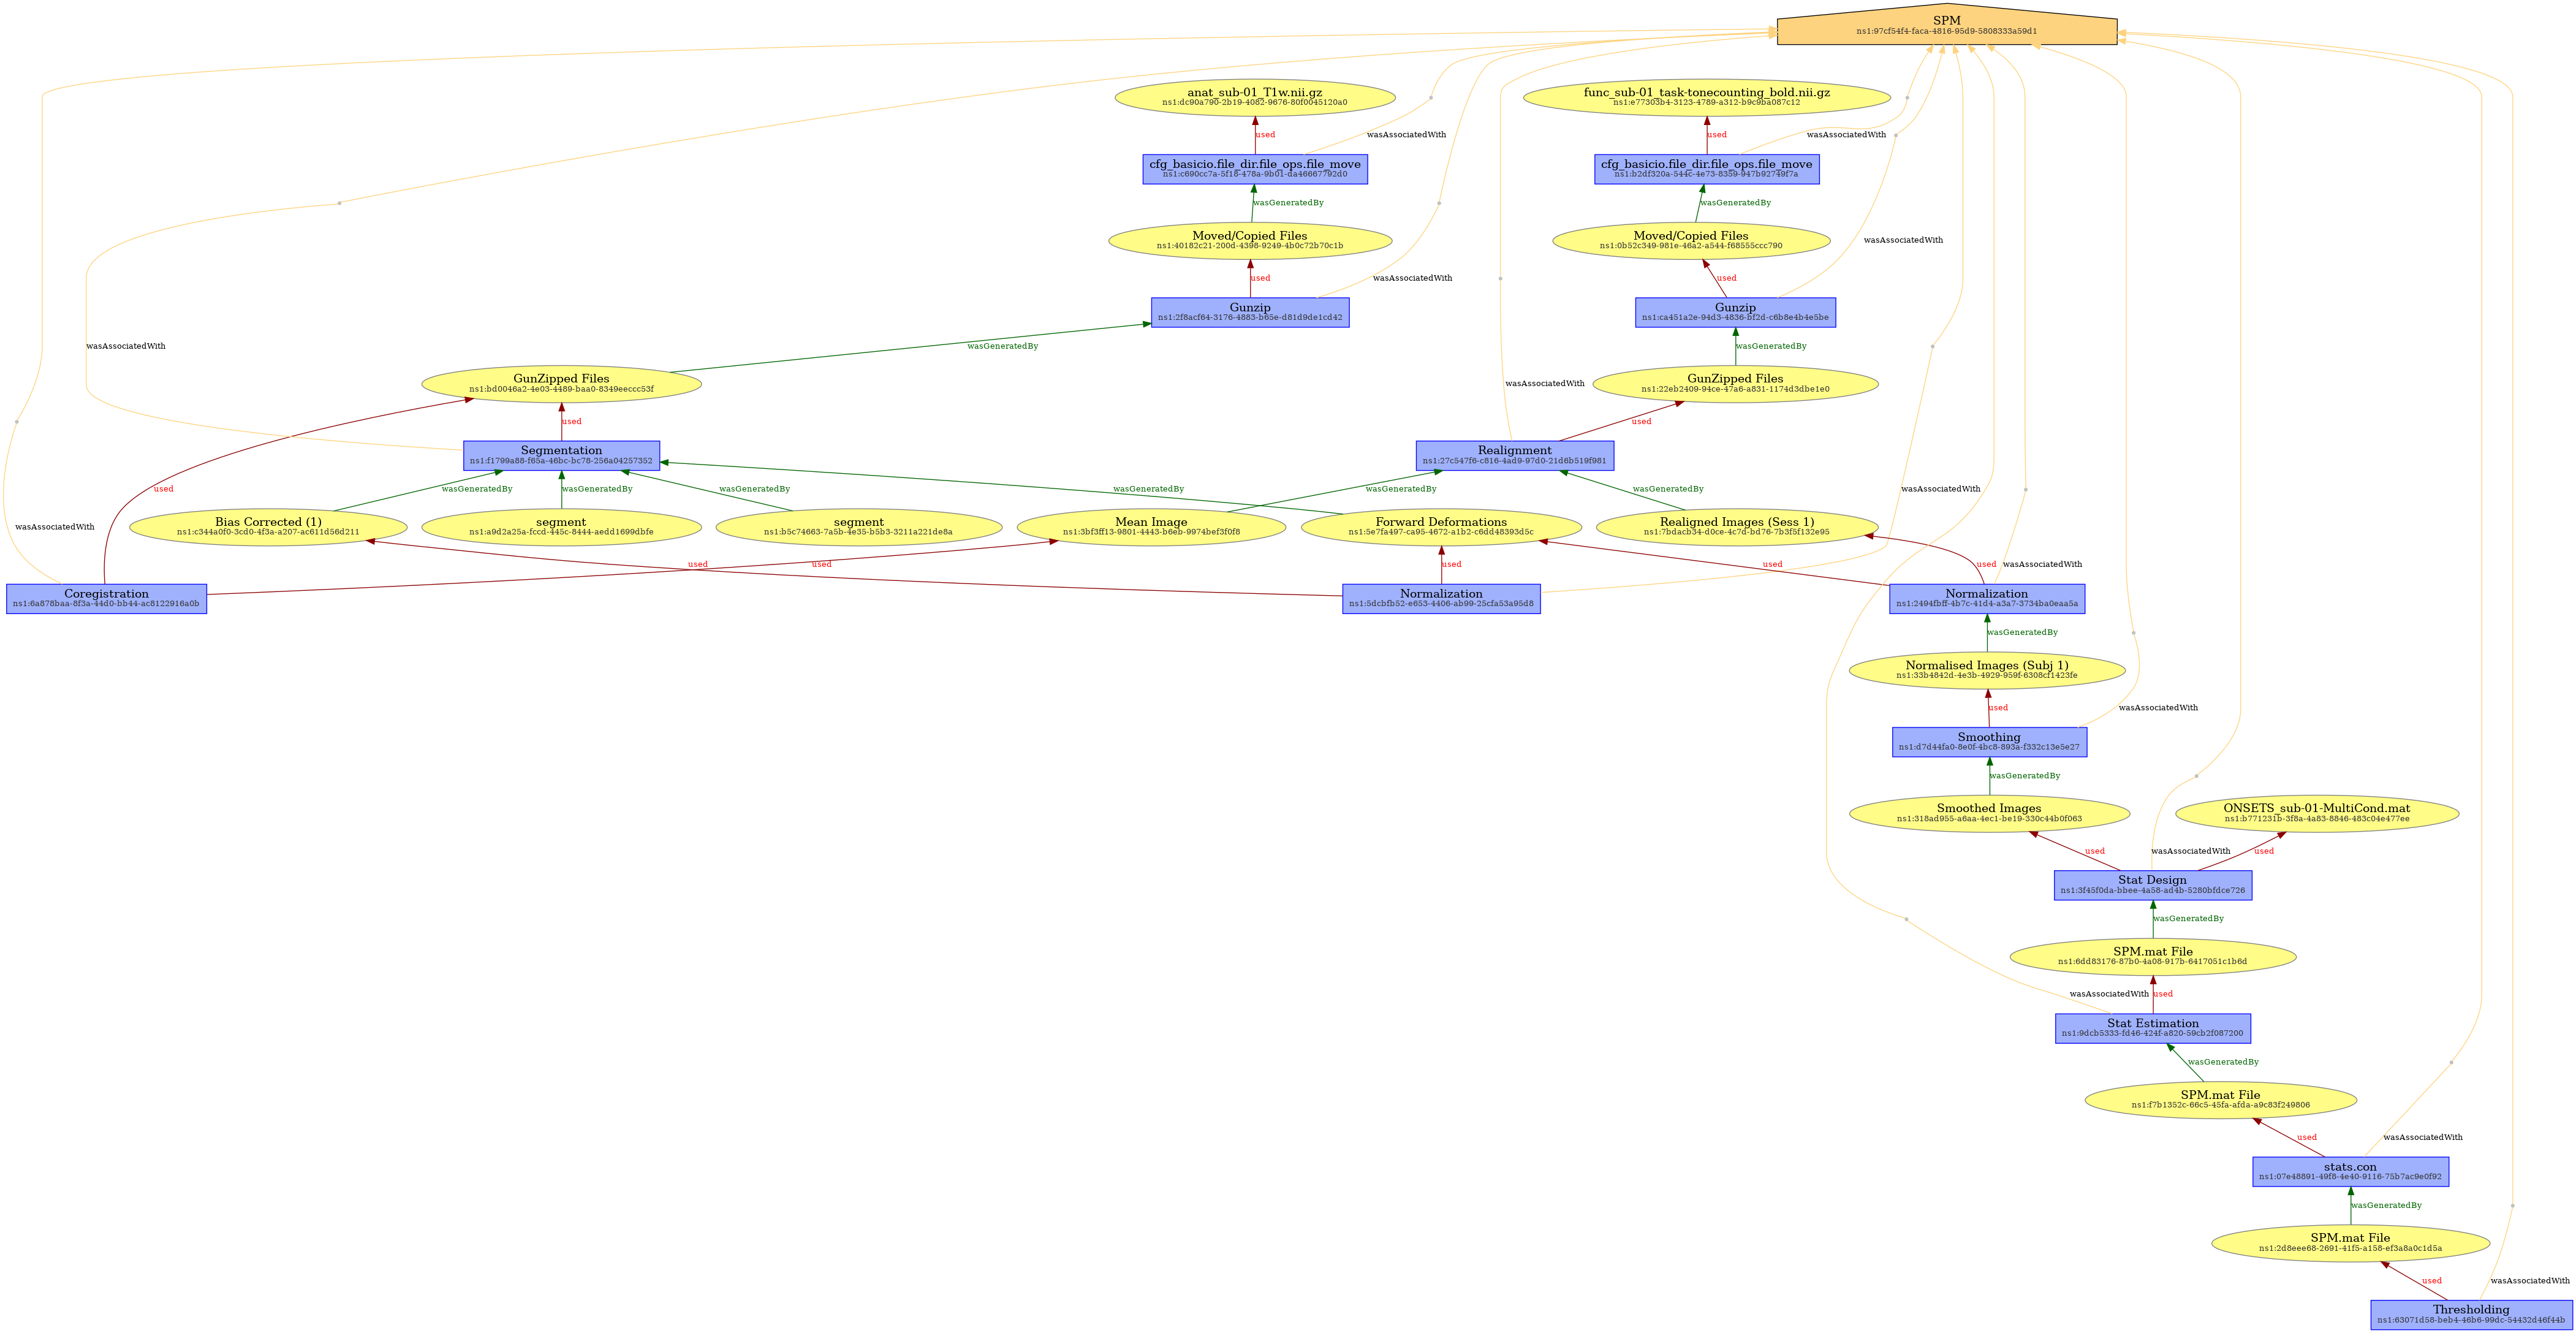 SPM
ns1:97cf54f4-faca-4816-95d9-5808333a59d1
anat_sub-01_T1w.nii.gz
ns1:dc90a790-2b19-4082-9676-80f0045120a0
func_sub-01_task-tonecounting_bold.nii.gz
ns1:e77303b4-3123-4789-a312-b9c9ba087c12
used
wasAssociatedWith
used
wasAssociatedWith
cfg_basicio.file_dir.file_ops.file_move
ns1:c690cc7a-5f18-478a-9b01-da46667792d0
cfg_basicio.file_dir.file_ops.file_move
ns1:b2df320a-544c-4e73-8359-947b92749f7a
wasGeneratedBy
wasGeneratedBy
Moved/Copied Files
ns1:40182c21-200d-4398-9249-4b0c72b70c1b
Moved/Copied Files
ns1:0b52c349-981e-46a2-a544-f68555ccc790
wasAssociatedWith
used
wasAssociatedWith
used
Gunzip
ns1:2f8acf64-3176-4883-b65e-d81d9de1cd42
Gunzip
ns1:ca451a2e-94d3-4836-bf2d-c6b8e4b4e5be
wasAssociatedWith
wasGeneratedBy
wasGeneratedBy
GunZipped Files
ns1:bd0046a2-4e03-4489-baa0-8349eeccc53f
GunZipped Files
ns1:22eb2409-94ce-47a6-a831-1174d3dbe1e0
wasAssociatedWith
used
used
Segmentation
ns1:f1799a88-f65a-46bc-bc78-256a04257352
Realignment
ns1:27c547f6-c816-4ad9-97d0-21d6b519f981
used
wasGeneratedBy
wasGeneratedBy
wasGeneratedBy
wasGeneratedBy
wasGeneratedBy
wasGeneratedBy
wasAssociatedWith
wasAssociatedWith
Bias Corrected (1)
ns1:c344a0f0-3cd0-4f3a-a207-ac611d56d211
segment
ns1:a9d2a25a-fccd-445c-8444-aedd1699dbfe
segment
ns1:b5c74663-7a5b-4e35-b5b3-3211a221de8a
Mean Image
ns1:3bf3ff13-9801-4443-b6eb-9974bef3f0f8
Forward Deformations
ns1:5e7fa497-ca95-4672-a1b2-c6dd48393d5c
Realigned Images (Sess 1)
ns1:7bdacb34-d0ce-4c7d-bd76-7b3f5f132e95
used
used
used
used
used
wasAssociatedWith
Coregistration
ns1:6a878baa-8f3a-44d0-bb44-ac8122916a0b
Normalization
ns1:5dcbfb52-e653-4406-ab99-25cfa53a95d8
Normalization
ns1:2494fbff-4b7c-41d4-a3a7-3734ba0eaa5a
wasGeneratedBy
Normalised Images (Subj 1)
ns1:33b4842d-4e3b-4929-959f-6308cf1423fe
used
wasAssociatedWith
Smoothing
ns1:d7d44fa0-8e0f-4bc8-893a-f332c13e5e27
wasGeneratedBy
Smoothed Images
ns1:318ad955-a6aa-4ec1-be19-330c44b0f063
ONSETS_sub-01-MultiCond.mat
ns1:b771231b-3f8a-4a83-8846-483c04e477ee
used
wasAssociatedWith
used
Stat Design
ns1:3f45f0da-bbee-4a58-ad4b-5280bfdce726
wasGeneratedBy
SPM.mat File
ns1:6dd83176-87b0-4a08-917b-6417051c1b6d
wasAssociatedWith
used
Stat Estimation
ns1:9dcb5333-fd46-424f-a820-59cb2f087200
wasGeneratedBy
SPM.mat File
ns1:f7b1352c-66c5-45fa-afda-a9c83f249806
used
wasAssociatedWith
stats.con
ns1:07e48891-49f8-4e40-9116-75b7ac9e0f92
wasGeneratedBy
SPM.mat File
ns1:2d8eee68-2691-41f5-a158-ef3a8a0c1d5a
used
wasAssociatedWith
Thresholding
ns1:63071d58-beb4-46b6-99dc-54432d46f44b